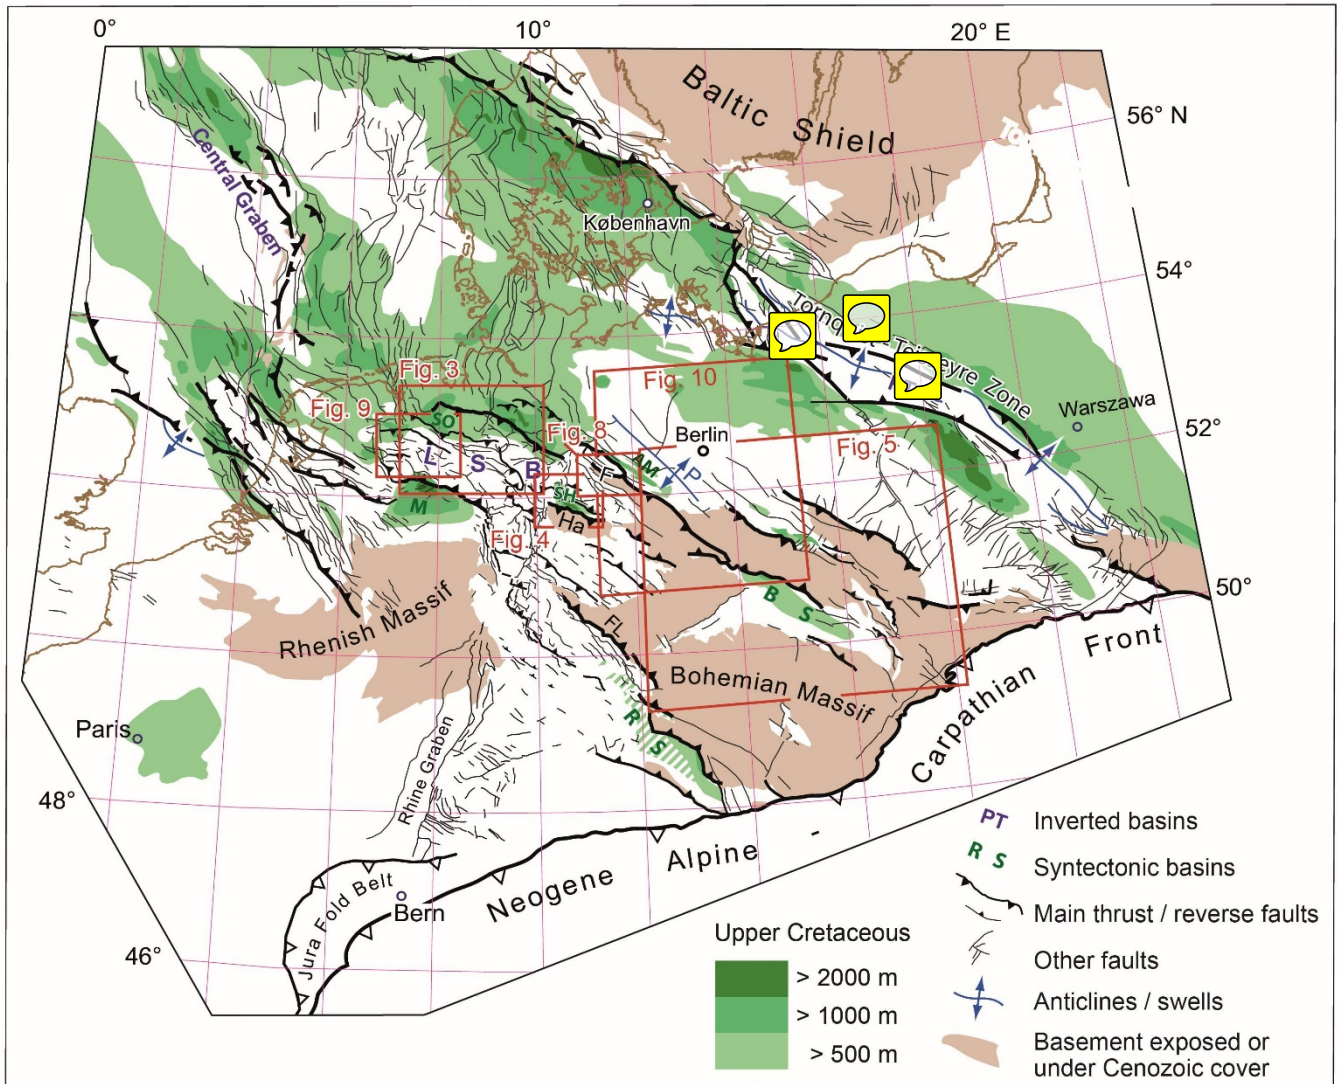 0°
10°
20° E
56° N
54°
52°
50°
48°
46°
Baltic Shield
Central Graben
København
Tornquist-Teisseyre Zone
Warszawa
Fig. 3
Fig. 10
Fig. 9
Fig. 8
Fig. 5
Fig. 4
Berlin
SO
L S B
M
F
SH
Ha
M
P
B S
FL
R S
Rhenish Massif
Bohemian Massif
Paris
Rhine Graben
Carpathian Front
Neogene Alpine
Jura Fold Belt
Bern
PT Inverted basins
R S Syntectonic basins
Main thrust / reverse faults
Other faults
Anticlines / swells
Basement exposed or
under Cenozoic cover
Upper Cretaceous
> 2000 m
> 1000 m
> 500 m